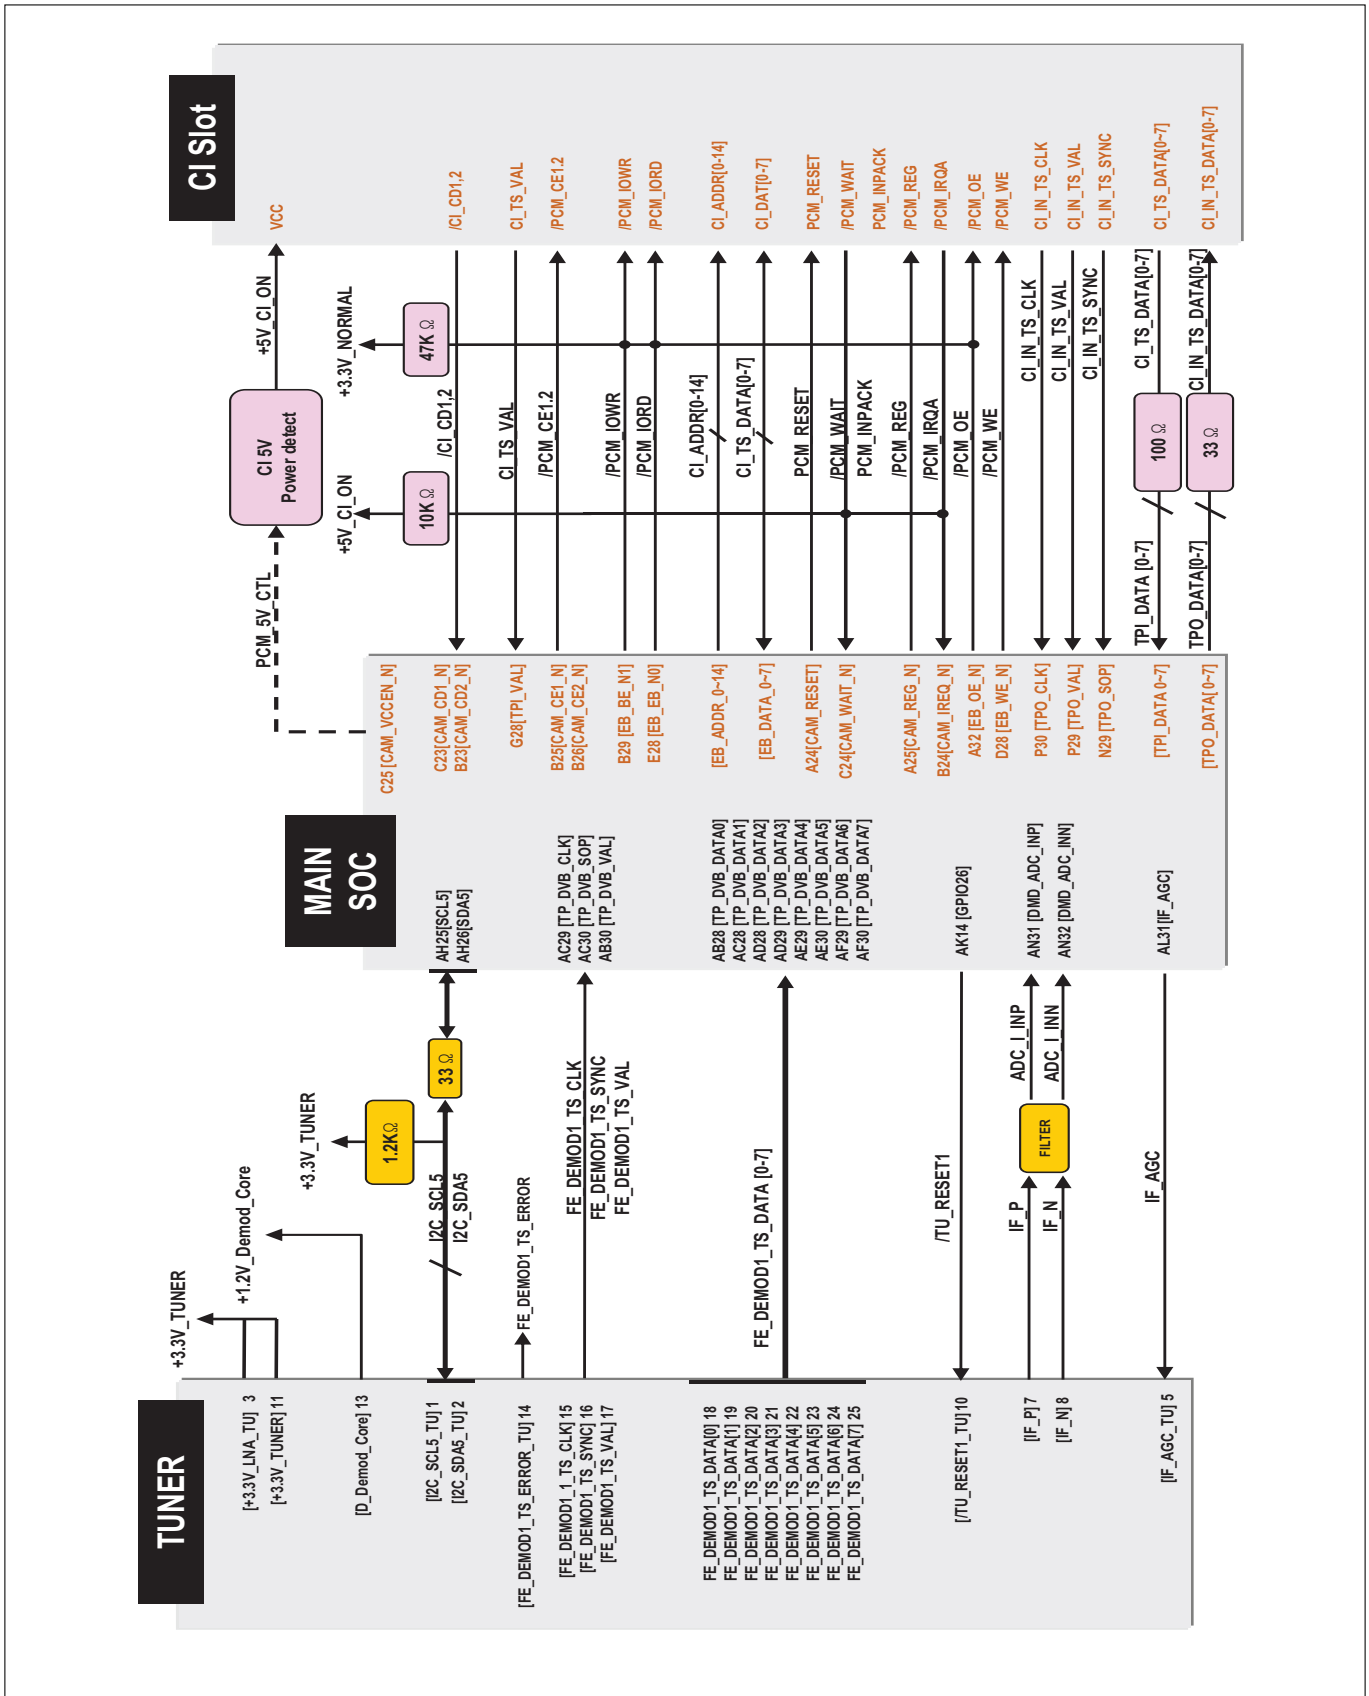 TUNER
[+3.3V_LNA_TU] 3
[+3.3V_TUNER] 11
[D_Demod_Core] 13
[I2C_SCL5_TU] 1
[I2C_SDA5_TU] 2
[FE_DEMOD1_TS_ERROR_TU] 14
[FE_DEMOD1_1_TS_CLK] 15
[FE_DEMOD1_TS_SYNC] 16
[FE_DEMOD1_TS_VAL] 17
FE_DEMOD1_TS_DATA[0] 18
FE_DEMOD1_TS_DATA[1] 19
FE_DEMOD1_TS_DATA[2] 20
FE_DEMOD1_TS_DATA[3] 21
FE_DEMOD1_TS_DATA[4] 22
FE_DEMOD1_TS_DATA[5] 23
FE_DEMOD1_TS_DATA[6] 24
FE_DEMOD1_TS_DATA[7] 25
[/TU_RESET1_TU] 10
[IF_P] 7
[IF_N] 8
[IF_AGC_TU] 5
+3.3V_TUNER
+1.2V_Demod_Core
+3.3V_TUNER
1.2KΩ
33 Ω
I2C_SCL5
I2C_SDA5
FE_DEMOD1_TS_ERROR
FE_DEMOD1_TS_CLK
FE_DEMOD1_TS_SYNC
FE_DEMOD1_TS_VAL
FE_DEMOD1_TS_DATA [0-7]
/TU_RESET1
IF_P
IF_N
FILTER
ADC_I_INP
ADC_I_INN
IF_AGC
MAIN
SOC
AH25[SCL5]
AH26[SDA5]
AC29 [TP_DVB_CLK]
AC30 [TP_DVB_SOP]
AB30 [TP_DVB_VAL]
AB28 [TP_DVB_DATA0]
AC28 [TP_DVB_DATA1]
AD28 [TP_DVB_DATA2]
AD29 [TP_DVB_DATA3]
AE29 [TP_DVB_DATA4]
AE30 [TP_DVB_DATA5]
AF29 [TP_DVB_DATA6]
AF30 [TP_DVB_DATA7]
AK14 [GPIO26]
AN31 [DMD_ADC_INP]
AN32 [DMD_ADC_INN]
AL31[IF_AGC]
C25 [CAM_VCCEN_N]
C23[CAM_CD1_N]
B23[CAM_CD2_N]
G28[TPI_VAL]
B25[CAM_CE1_N]
B26[CAM_CE2_N]
B29 [EB_BE_N1]
E28 [EB_EB_N0]
[EB_ADDR_0~14]
[EB_DATA_0~7]
A24[CAM_RESET]
C24[CAM_WAIT_N]
A25[CAM_REG_N]
B24[CAM_IREQ_N]
A32 [EB_OE_N]
D28 [EB_WE_N]
P30 [TPO_CLK]
P29 [TPO_VAL]
N29 [TPO_SOP]
[TPI_DATA 0~7]
[TPO_DATA[ 0~7]
PCM_5V_CTL
CI 5V
Power detect
+5V_CI_ON
+5V_CI_ON
10K Ω
+3.3V_NORMAL
47K Ω
/CI_CD1,2
CI_TS_VAL
/PCM_CE1.2
/PCM_IOWR
/PCM_IORD
CI_ADDR[0-14]
CI_TS_DATA[0-7]
PCM_RESET
/PCM_WAIT
PCM_INPACK
/PCM_REG
/PCM_IRQA
/PCM_OE
/PCM_WE
CI_IN_TS_CLK
CI_IN_TS_VAL
CI_IN_TS_SYNC
TPI_DATA [0-7]
100 Ω
CI_TS_DATA[0-7]
TPO_DATA[0-7]
33 Ω
CI_IN_TS_DATA[0-7]
CI Slot
VCC
/CI_CD1,2
CI_TS_VAL
/PCM_CE1.2
/PCM_IOWR
/PCM_IORD
CI_ADDR[0-14]
CI_DAT[0-7]
PCM_RESET
/PCM_WAIT
PCM_INPACK
/PCM_REG
/PCM_IRQA
/PCM_OE
/PCM_WE
CI_IN_TS_CLK
CI_IN_TS_VAL
CI_IN_TS_SYNC
CI_TS_DATA[0~7]
CI_IN_TS_DATA[0-7]